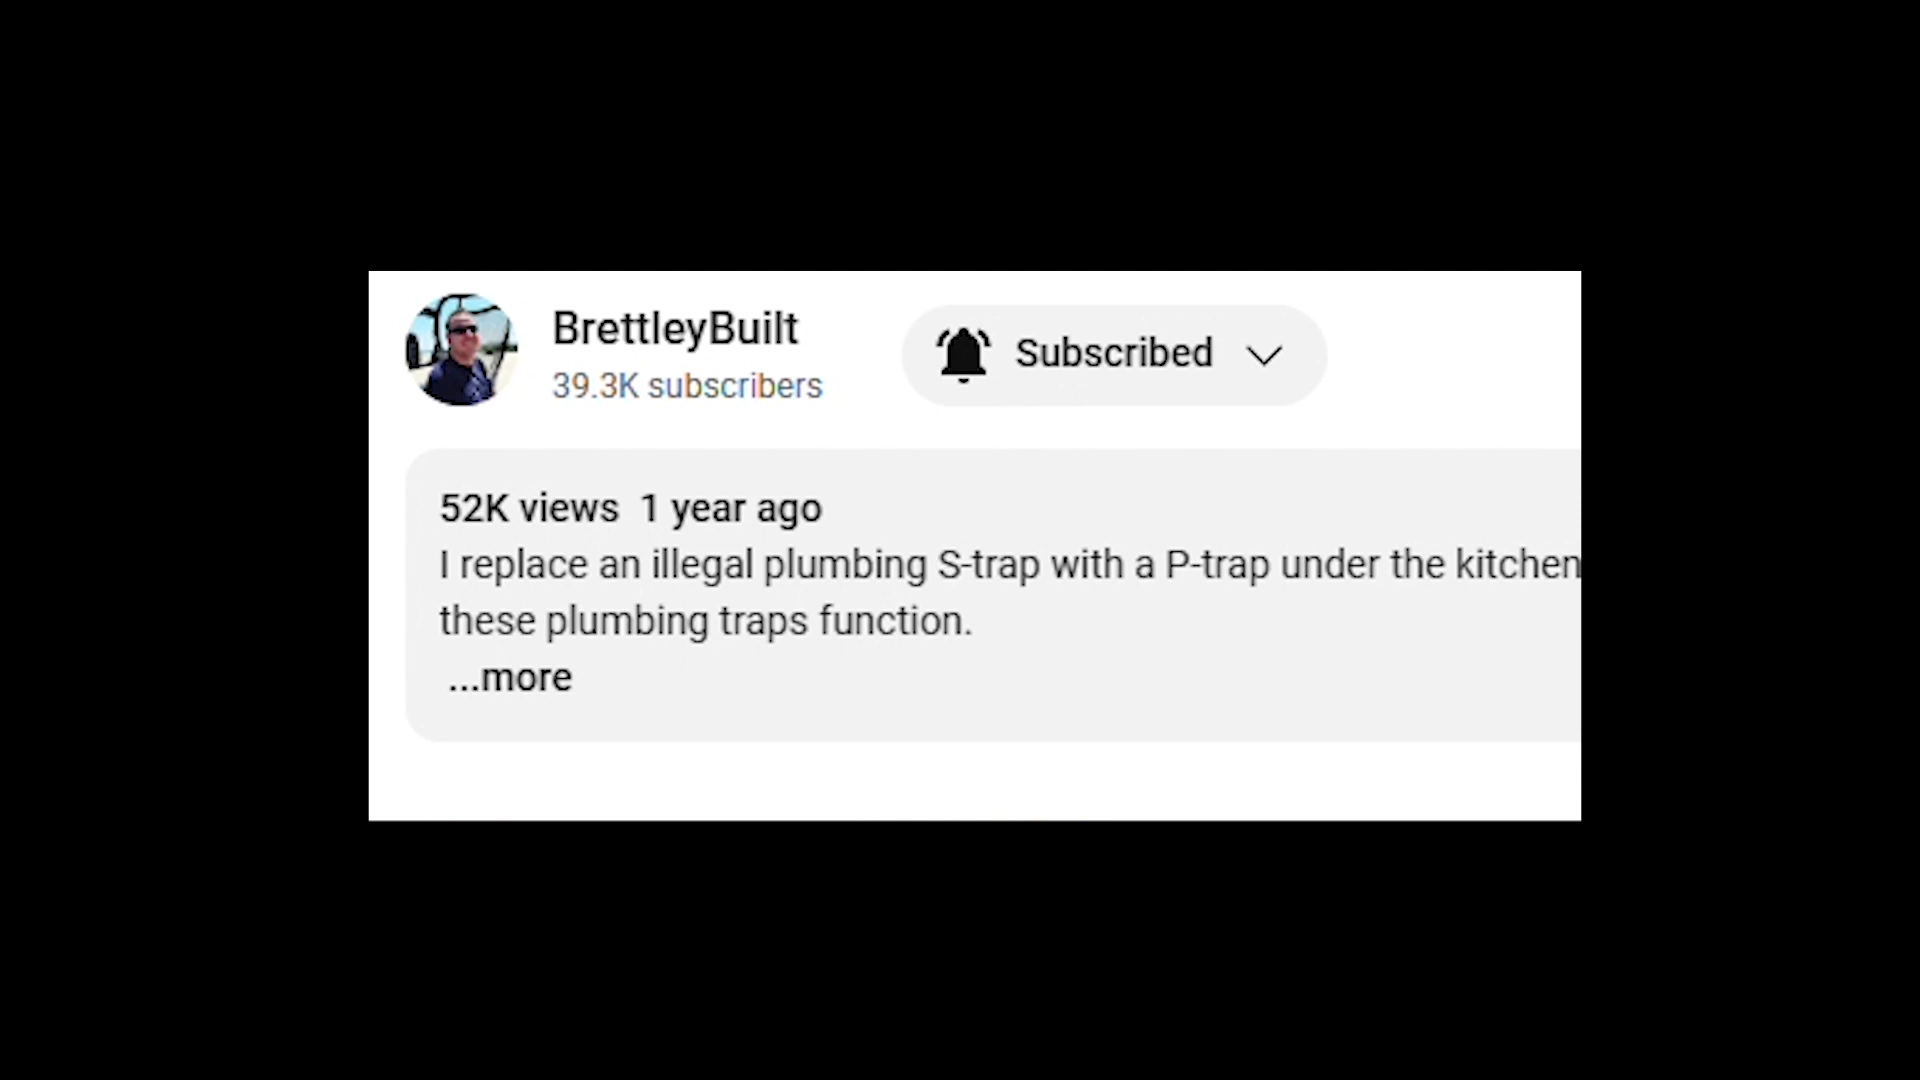 BrettleyBuilt
39.3K subscribers
Subscribed
52K views 1 year ago
I replace an illegal plumbing S-trap with a P-trap under the kitchen
these plumbing traps function.
...more